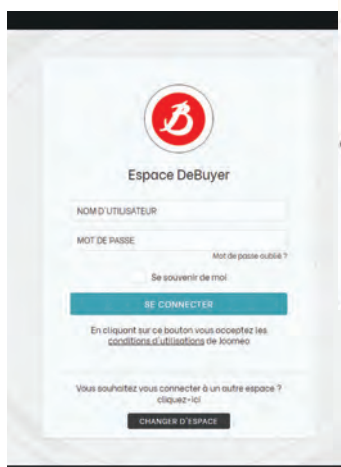 B
Espace DeBuyer
NOM D'UTILISATEUR
MOT DE PASSE
Mot de passe oublié ?
Se souvenir de moi
SE CONNECTER
En cliquant sur ce bouton vous acceptez les
conditions d'utilisations de Joomeo
Vous souhaitez vous connecter à un autre espace ?
cliquez-ici
CHANGER D'ESPACE